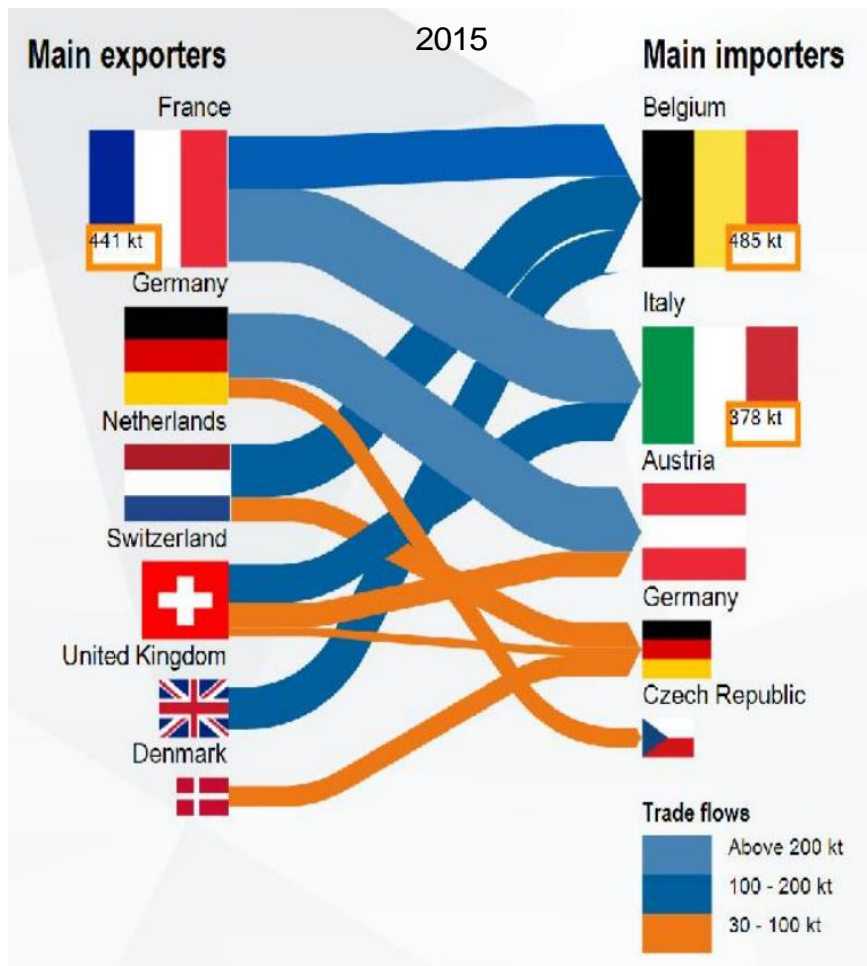 2015
Main exporters
Main importers
France
Belgium
441 kt
485 kt
Germany
Italy
Netherlands
378 kt
Austria
Switzerland
Germany
United Kingdom
Czech Republic
Denmark
Trade flows
Above 200 kt
100 - 200 kt
30 - 100 kt